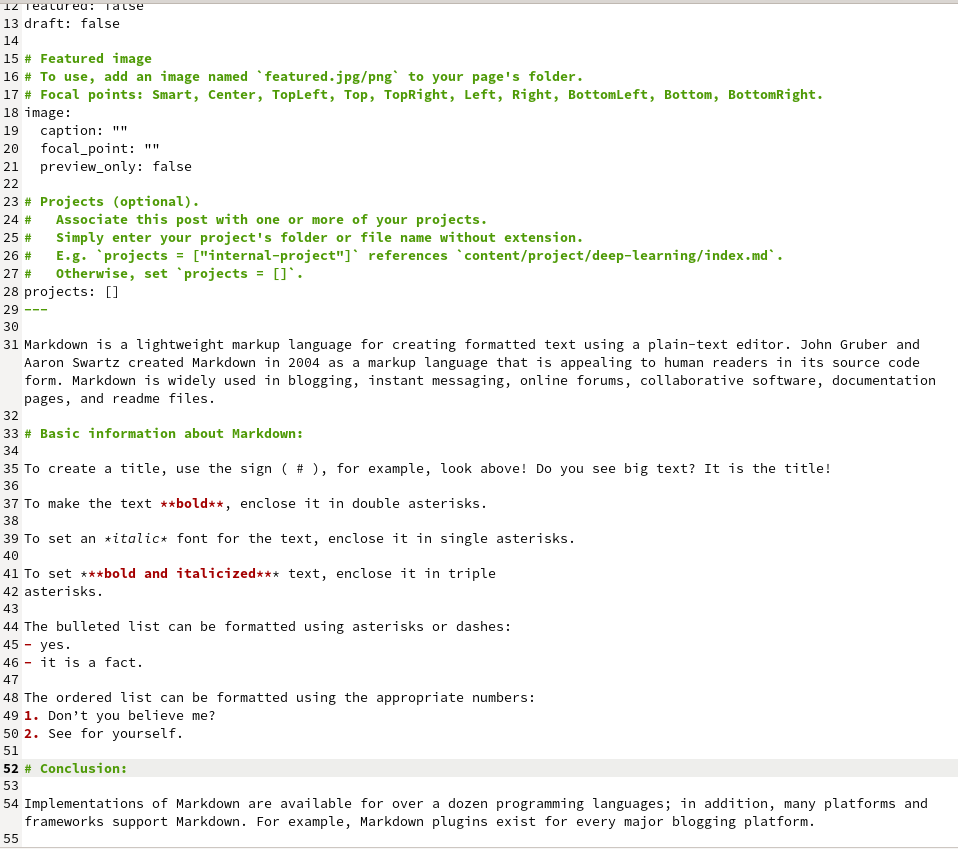 12 featured: false
13 draft: false
14
15 # Featured image
16 # To use, add an image named `featured.jpg/png` to your page's folder.
17 # Focal points: Smart, Center, TopLeft, Top, TopRight, Left, Right, BottomLeft, Bottom, BottomRight.
18 image:
19   caption: ""
20   focal_point: ""
21   preview_only: false
22
23 # Projects (optional).
24 #   Associate this post with one or more of your projects.
25 #   Simply enter your project's folder or file name without extension.
26 #   E.g. `projects = ["internal-project"]` references `content/project/deep-learning/index.md`.
27 #   Otherwise, set `projects = []`.
28 projects: []
29 ---
30
31 Markdown is a lightweight markup language for creating formatted text using a plain-text editor. John Gruber and
Aaron Swartz created Markdown in 2004 as a markup language that is appealing to human readers in its source code
form. Markdown is widely used in blogging, instant messaging, online forums, collaborative software, documentation
pages, and readme files.
32
33 # Basic information about Markdown:
34
35 To create a title, use the sign ( # ), for example, look above! Do you see big text? It is the title!
36
37 To make the text **bold**, enclose it in double asterisks.
38
39 To set an *italic* font for the text, enclose it in single asterisks.
40
41 To set ***bold and italicized*** text, enclose it in triple
42 asterisks.
43
44 The bulleted list can be formatted using asterisks or dashes:
45 - yes.
46 - it is a fact.
47
48 The ordered list can be formatted using the appropriate numbers:
49 1. Don’t you believe me?
50 2. See for yourself.
51
52 # Conclusion:
53
54 Implementations of Markdown are available for over a dozen programming languages; in addition, many platforms and
frameworks support Markdown. For example, Markdown plugins exist for every major blogging platform.
55